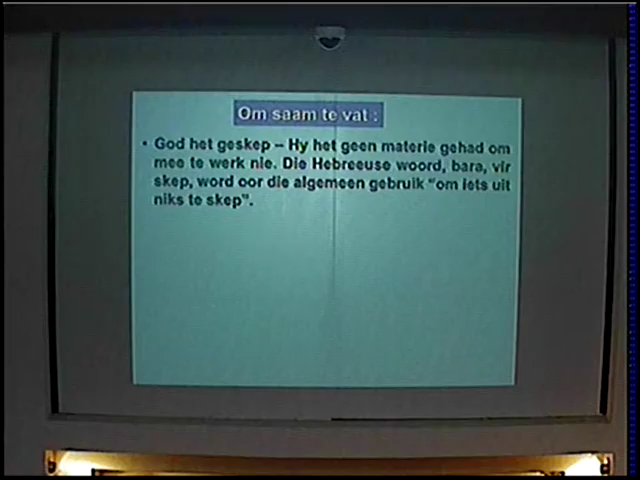 Om saam te vat :
• God het geskep – Hy het geen materie gehad om
mee te werk nie. Die Hebreeuse woord, bara, vir
skep, word oor die algemeen gebruik "om iets uit
niks te skep".